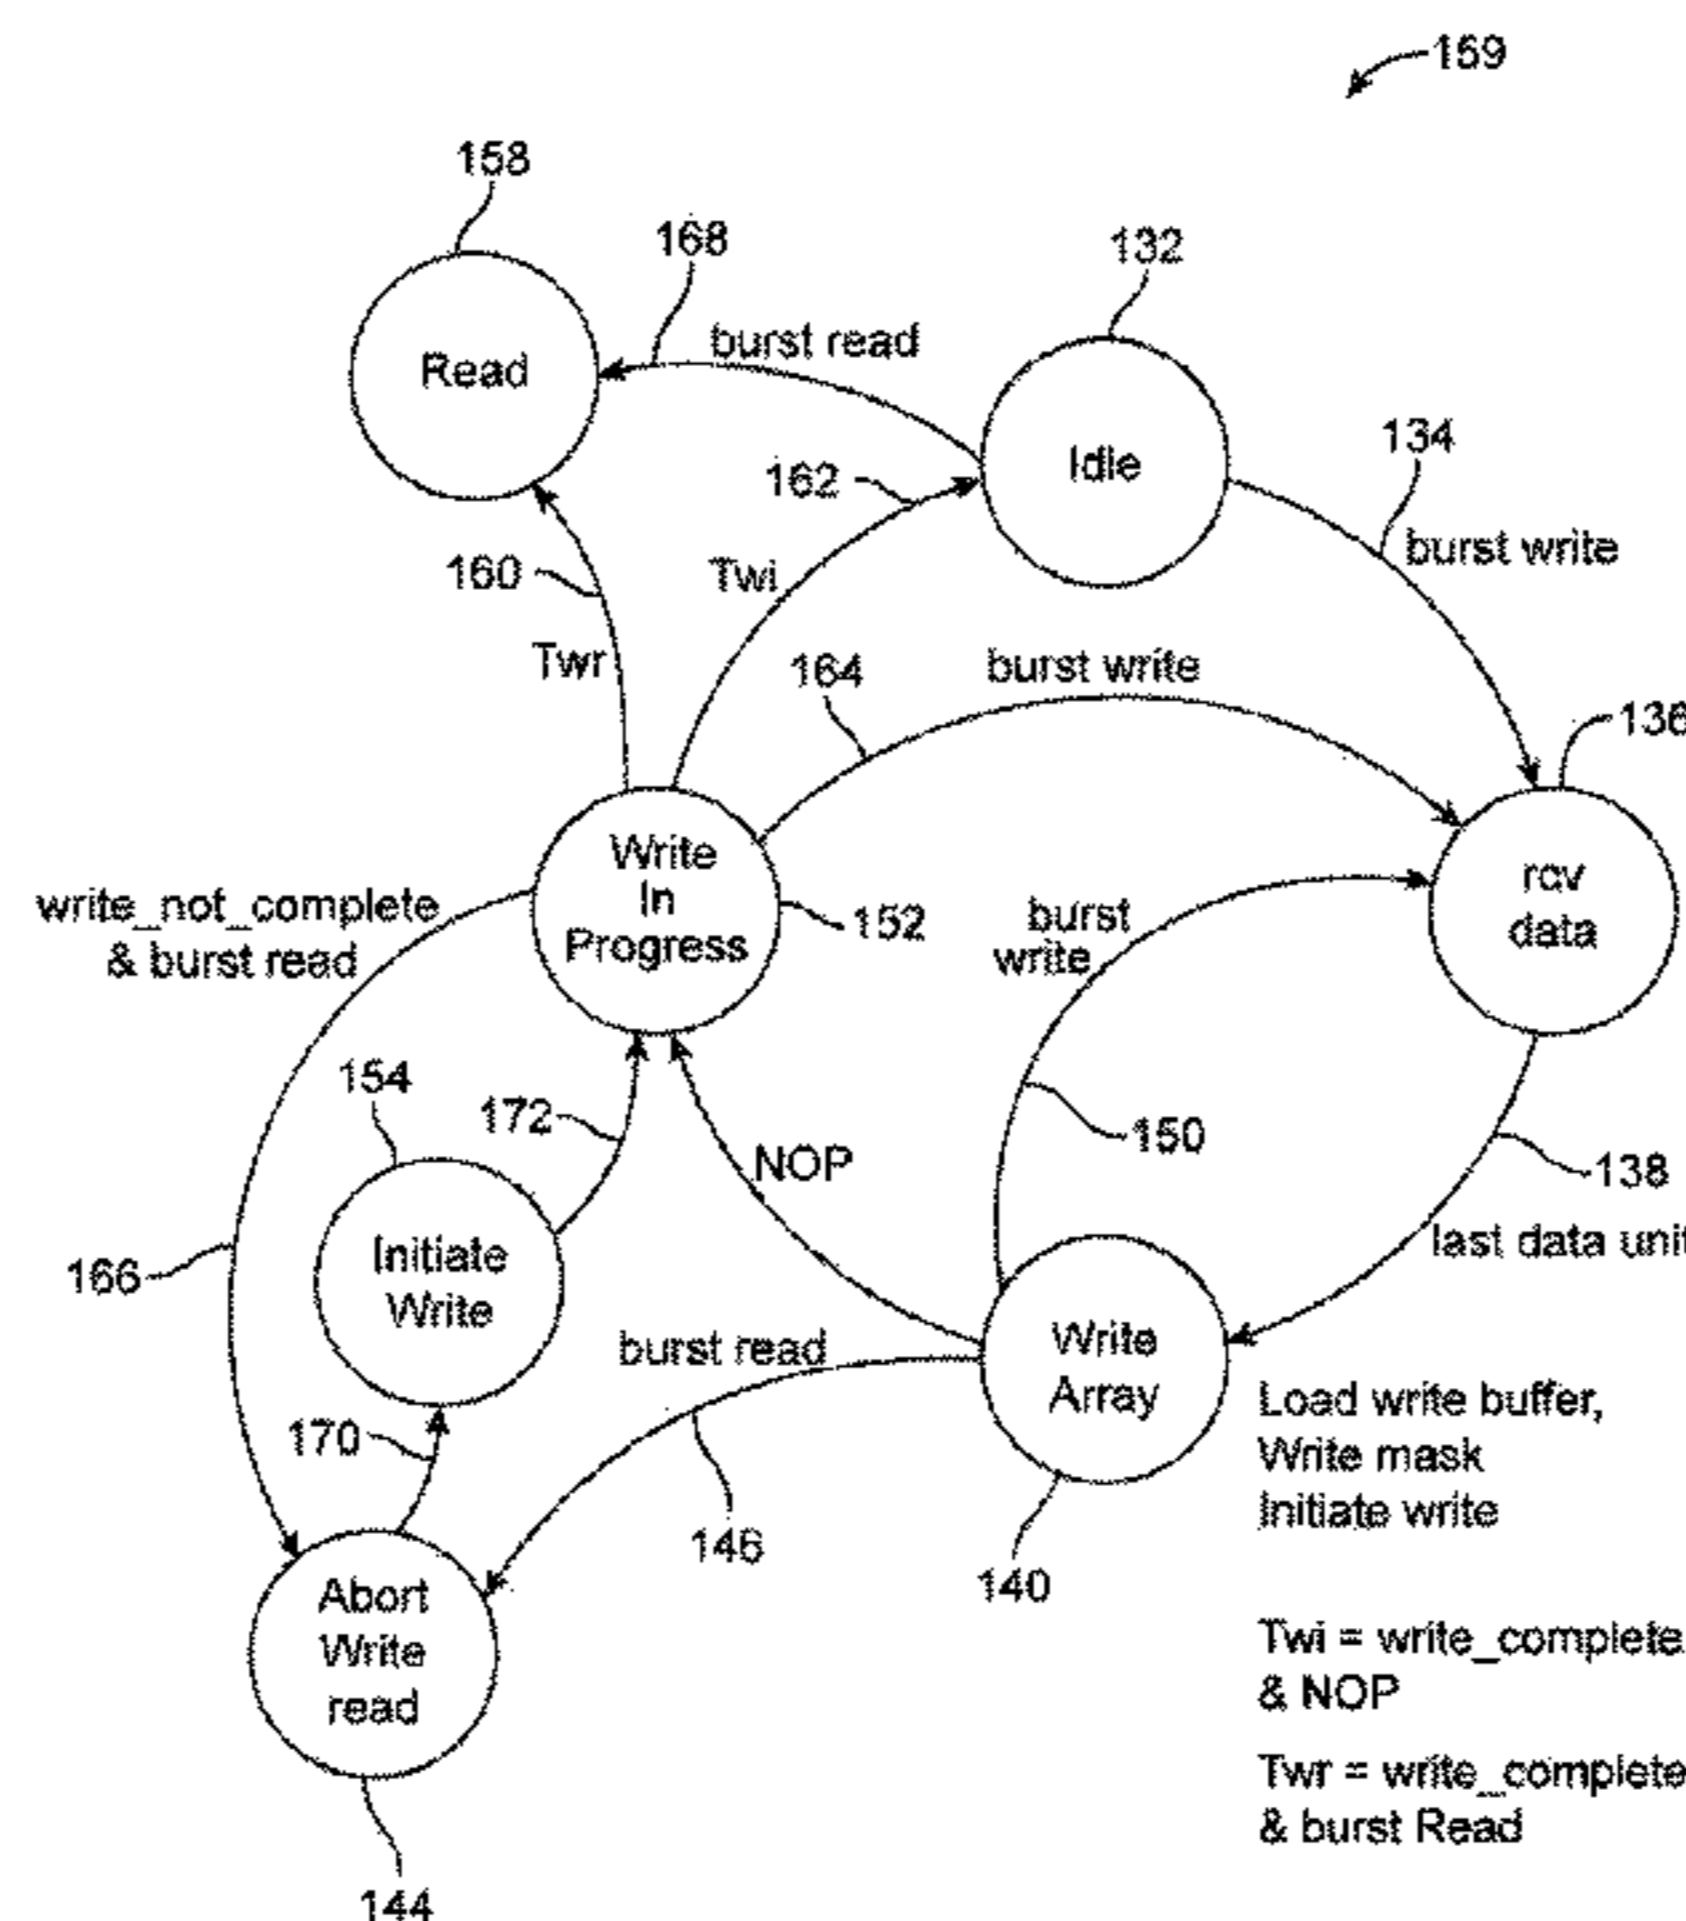 159
158
168
132
Read
burst read
Idle
134
162
burst write
160
Twi
Twr
164
burst write
136
Write
In
Progress
rcv
data
write_not_complete
& burst read
152
burst
write
154
172
150
NOP
138
Initiate
Write
last data unit
166
burst read
Write
Array
170
Load write buffer,
Write mask
Initiate write
146
140
Abort
Write
read
Twi = write_complete
& NOP
Twr = write_complete
& burst Read
144